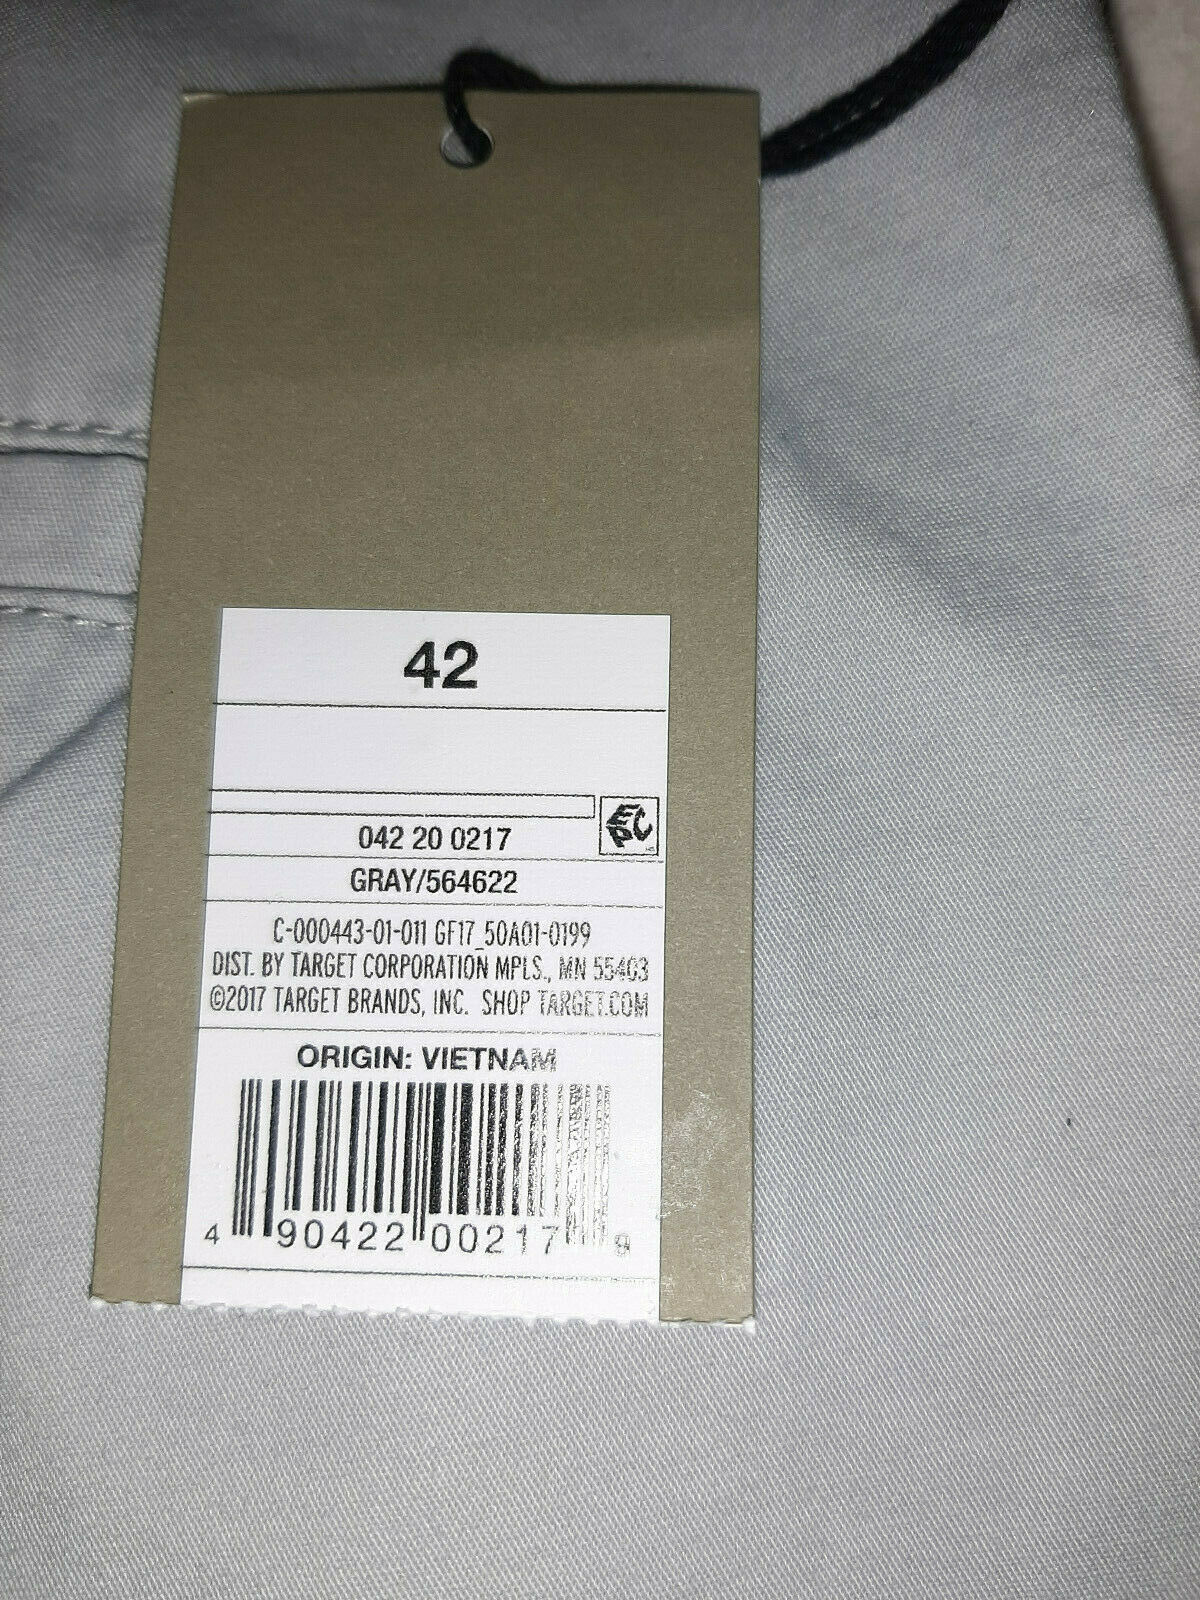 42
EPC
042 20 0217
GRAY/564622
C-000443-01-011 GF17_50A01-0199
DIST. BY TARGET CORPORATION MPLS., MN 55403
©2017 TARGET BRANDS, INC. SHOP TARGET.COM
ORIGIN: VIETNAM
4 90422 00217 9